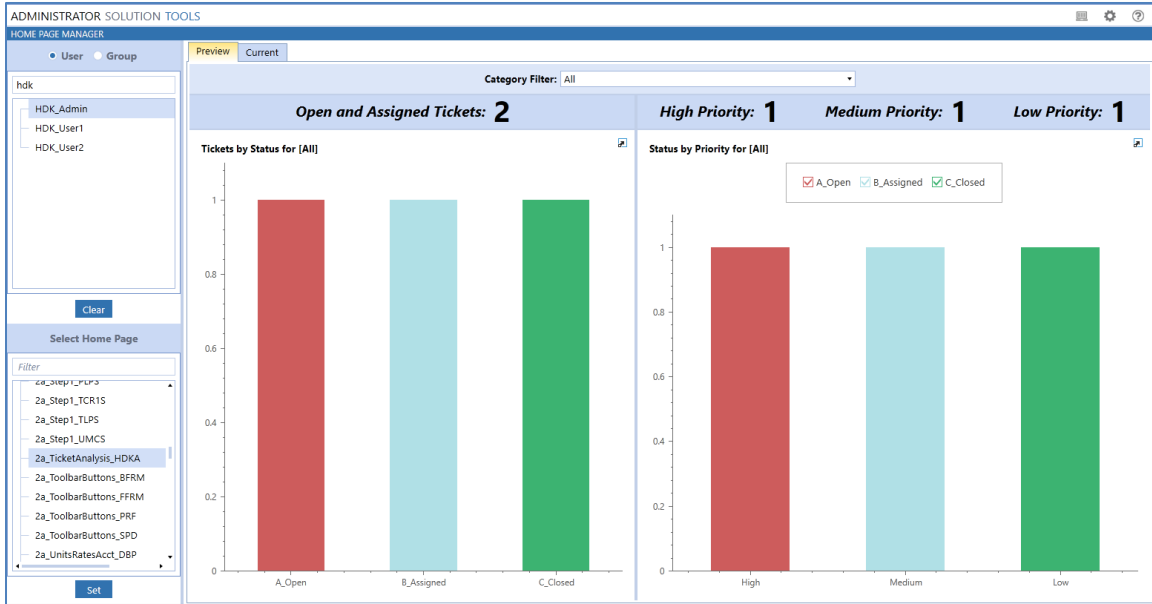 ADMINISTRATOR SOLUTION TOOLS
HOME PAGE MANAGER
User Group
hdk
HDK_Admin
HDK_User1
HDK_User2
Clear
Select Home Page
Filter
2a_Step1_PLPS
2a_Step1_TCR1S
2a_Step1_TLPS
2a_Step1_UMCS
2a_TicketAnalysis_HDKA
2a_ToolbarButtons_BFRM
2a_ToolbarButtons_FFRM
2a_ToolbarButtons_PRF
2a_ToolbarButtons_SPD
2a_UnitsRatesAcct_DBP
Set
Preview Current
Category Filter: All
Open and Assigned Tickets: 2
High Priority: 1 Medium Priority: 1 Low Priority: 1
Tickets by Status for [All]
1
0.8
0.6
0.4
0.2
0
A_Open B_Assigned C_Closed
Status by Priority for [All]
A_Open B_Assigned C_Closed
1
0.8
0.6
0.4
0.2
0
High Medium Low